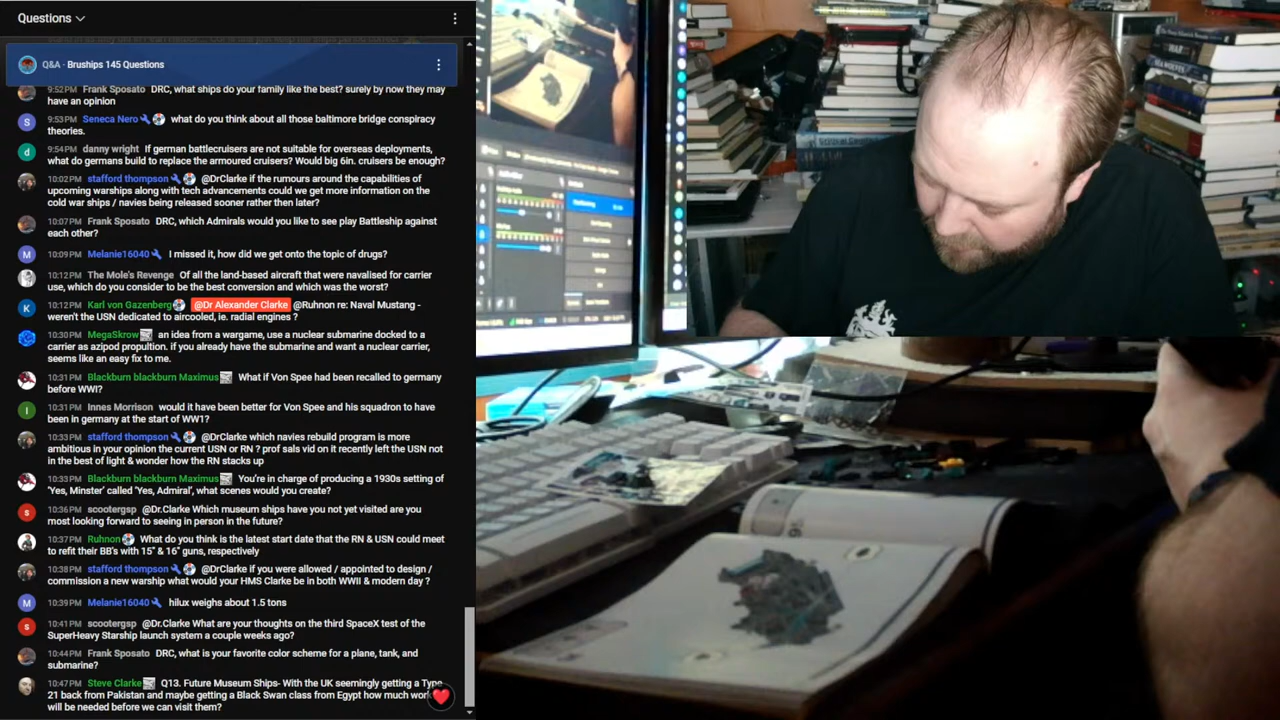 Questions
Q&A · Bruships 145 Questions
9:52PM Frank Sposato DRC, what ships do your family like the best? surely by now they may
have an opinion
9:53PM Seneca Nero what do you think about all those baltimore bridge conspiracy
theories.
9:54PM danny wright If german battlecruisers are not suitable for overseas deployments,
what do germans build to replace the armoured cruisers? Would big 6in. cruisers be enough?
10:02PM stafford thompson @DrClarke if the rumours around the capabilities of
upcoming warships along with tech advancements could we get more information on the
cold war ships / navies being released sooner rather then later?
10:07PM Frank Sposato DRC, which Admirals would you like to see play Battleship against
each other?
10:09PM Melanie16040 I missed it, how did we get onto the topic of drugs?
10:12PM The Mole's Revenge Of all the land-based aircraft that were navalised for carrier
use, which do you consider to be the best conversion and which was the worst?
10:12PM Karl von Gazenberg @Dr Alexander Clarke @Ruhnon re: Naval Mustang -
weren't the USN dedicated to aircooled, ie. radial engines ?
10:30PM MegaSkrow an idea from a wargame, use a nuclear submarine docked to a
carrier as azipod propultion. if you already have the submarine and want a nuclear carrier,
seems like an easy fix to me.
10:31PM Blackburn blackburn Maximus What if Von Spee had been recalled to germany
before WWI?
10:31PM Innes Morrison would it have been better for Von Spee and his squadron to have
been in germany at the start of WW1?
10:33PM stafford thompson @DrClarke which navies rebuild program is more
ambitious in your opinion the current USN or RN ? prof sals vid on it recently left the USN not
in the best of light & wonder how the RN stacks up
10:33PM Blackburn blackburn Maximus You're in charge of producing a 1930s setting of
'Yes, Minster' called 'Yes, Admiral', what scenes would you create?
10:36PM scootergsp @Dr.Clarke Which museum ships have you not yet visited are you
most looking forward to seeing in person in the future?
10:37PM Ruhnon What do you think is the latest start date that the RN & USN could meet
to refit their BB's with 15" & 16" guns, respectively
10:38PM stafford thompson @DrClarke if you were allowed / appointed to design /
commission a new warship what would your HMS Clarke be in both WWII & modern day ?
10:39PM Melanie16040 hilux weighs about 1.5 tons
10:41PM scootergsp @Dr.Clarke What are your thoughts on the third SpaceX test of the
SuperHeavy Starship launch system a couple weeks ago?
10:44PM Frank Sposato DRC, what is your favorite color scheme for a plane, tank, and
submarine?
10:47PM Steve Clarke Q13. Future Museum Ships- With the UK seemingly getting a Type
21 back from Pakistan and maybe getting a Black Swan class from Egypt how much work
will be needed before we can visit them?